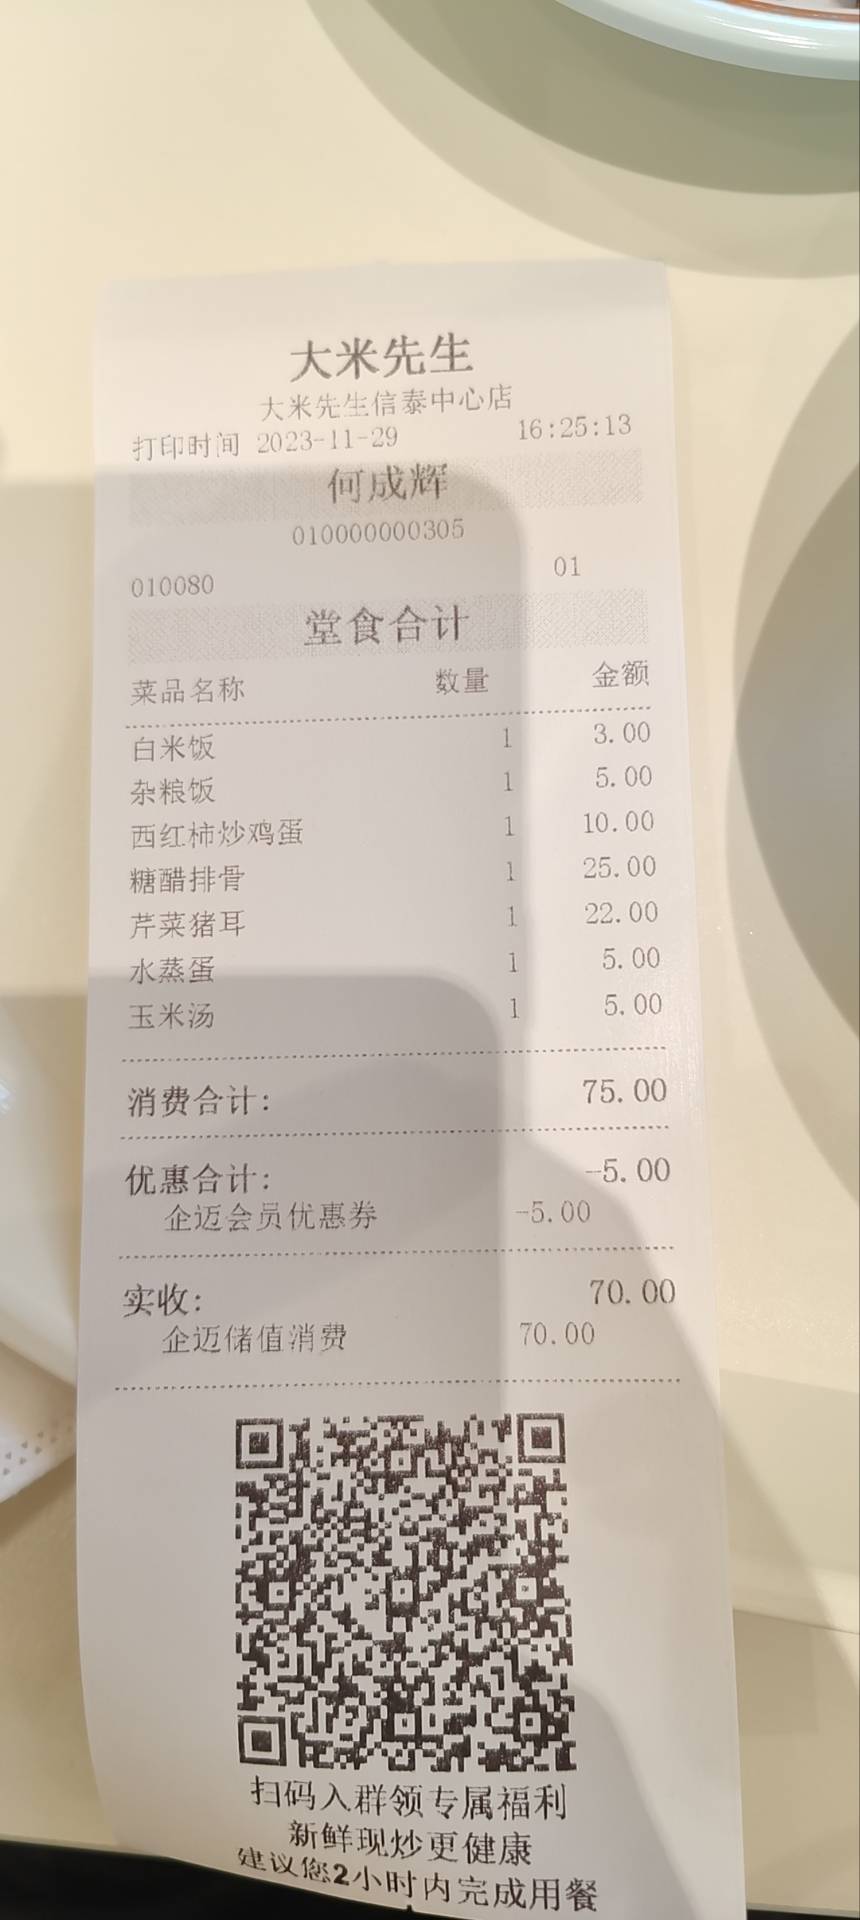 大米先生
大米先生信泰中心店
打印时间 2023-11-29 16:25:13
何成辉
010000000305
010080 01
堂食合计
菜品名称 数量 金额
白米饭 1 3.00
杂粮饭 1 5.00
西红柿炒鸡蛋 1 10.00
糖醋排骨 1 25.00
芹菜猪耳 1 22.00
水蒸蛋 1 5.00
玉米汤 1 5.00
消费合计: 75.00
优惠合计: -5.00
企迈会员优惠券 -5.00
实收: 70.00
企迈储值消费 70.00
扫码入群领专属福利
新鲜现炒更健康
建议您2小时内完成用餐